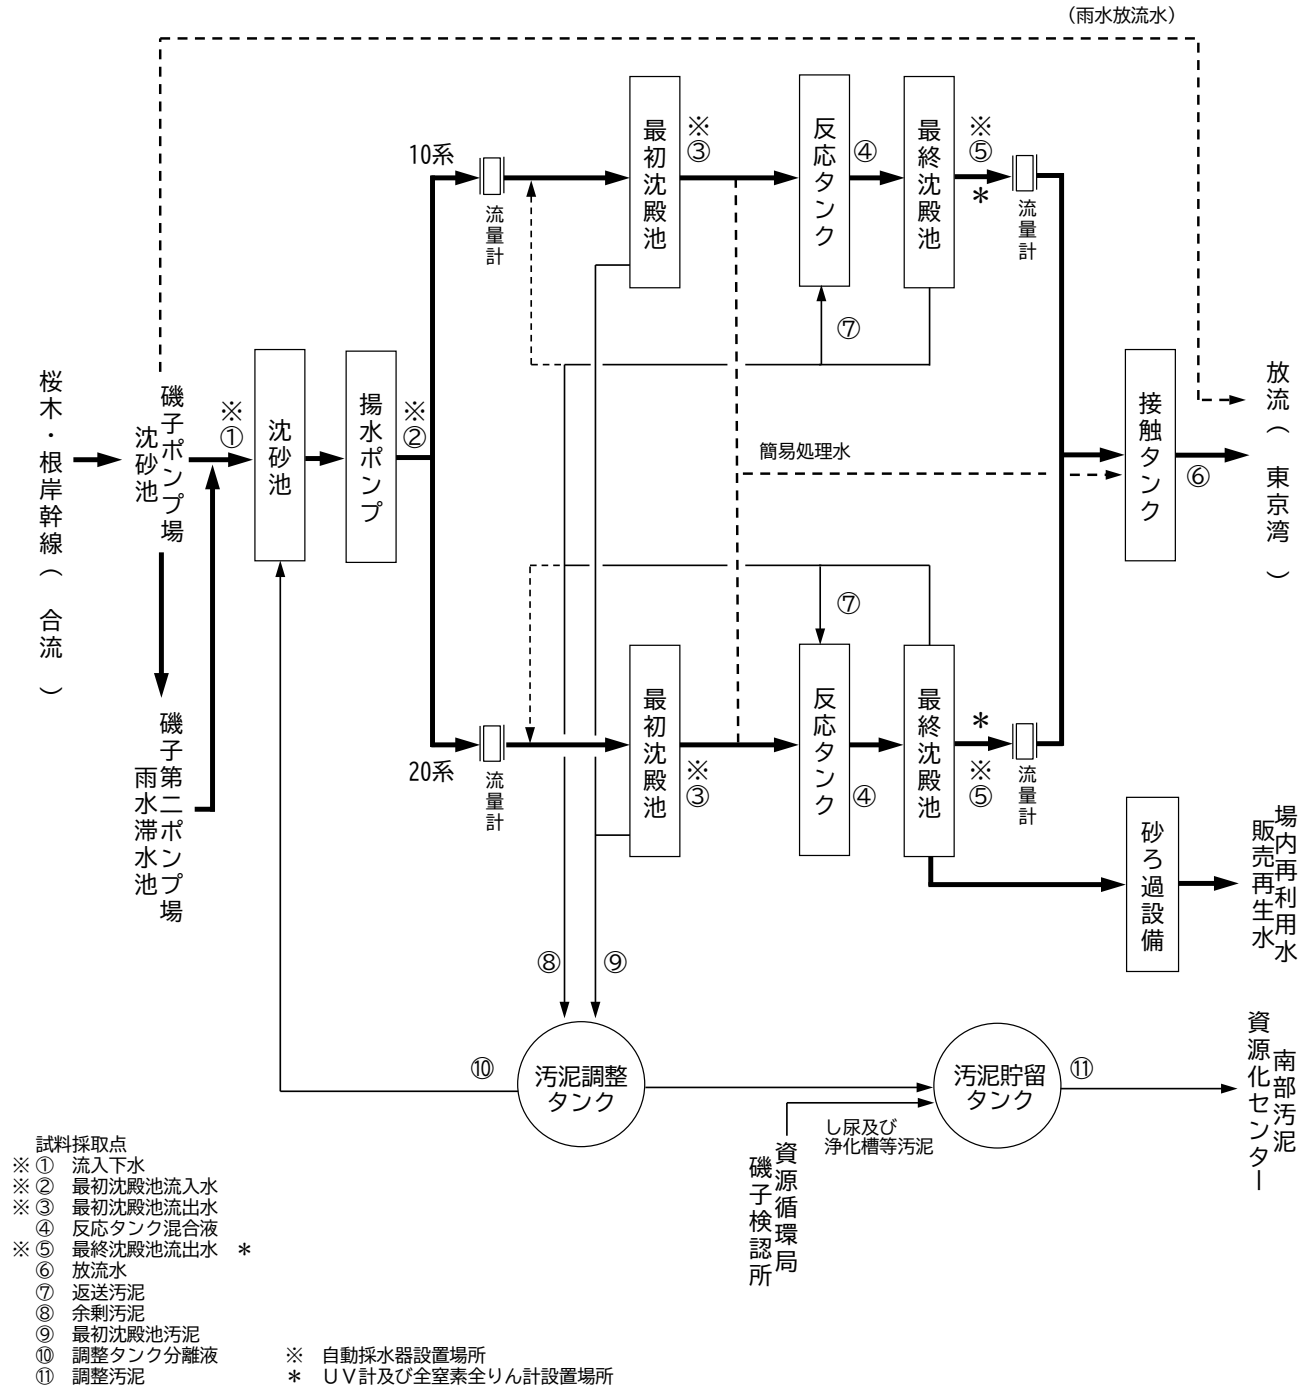 （雨水放流水）
桜木・根岸幹線（ 合流 ）
磯子ポンプ場
沈砂池
磯子第二ポンプ場
雨水滞水池
※
①
沈砂池
揚水ポンプ
※
②
10系
流量計
最初沈殿池
※
③
反応タンク
④
最終沈殿池
※
⑤
＊
流量計
⑦
簡易処理水
接触タンク
⑥
放流（ 東京湾 ）
⑦
20系
流量計
最初沈殿池
※
③
反応タンク
④
最終沈殿池
＊
※
⑤
流量計
砂ろ過設備
場内再利用水
販売再生水
⑧
⑨
⑩
汚泥調整
タンク
汚泥貯留
タンク
⑪
南部汚泥
資源化センター
し尿及び
浄化槽等汚泥
資源循環局
磯子検認所
試料採取点
※① 流入下水
※② 最初沈殿池流入水
※③ 最初沈殿池流出水
④ 反応タンク混合液
※⑤ 最終沈殿池流出水 ＊
⑥ 放流水
⑦ 返送汚泥
⑧ 余剰汚泥
⑨ 最初沈殿池汚泥
⑩ 調整タンク分離液
⑪ 調整汚泥
※ 自動採水器設置場所
＊ ＵＶ計及び全窒素全りん計設置場所